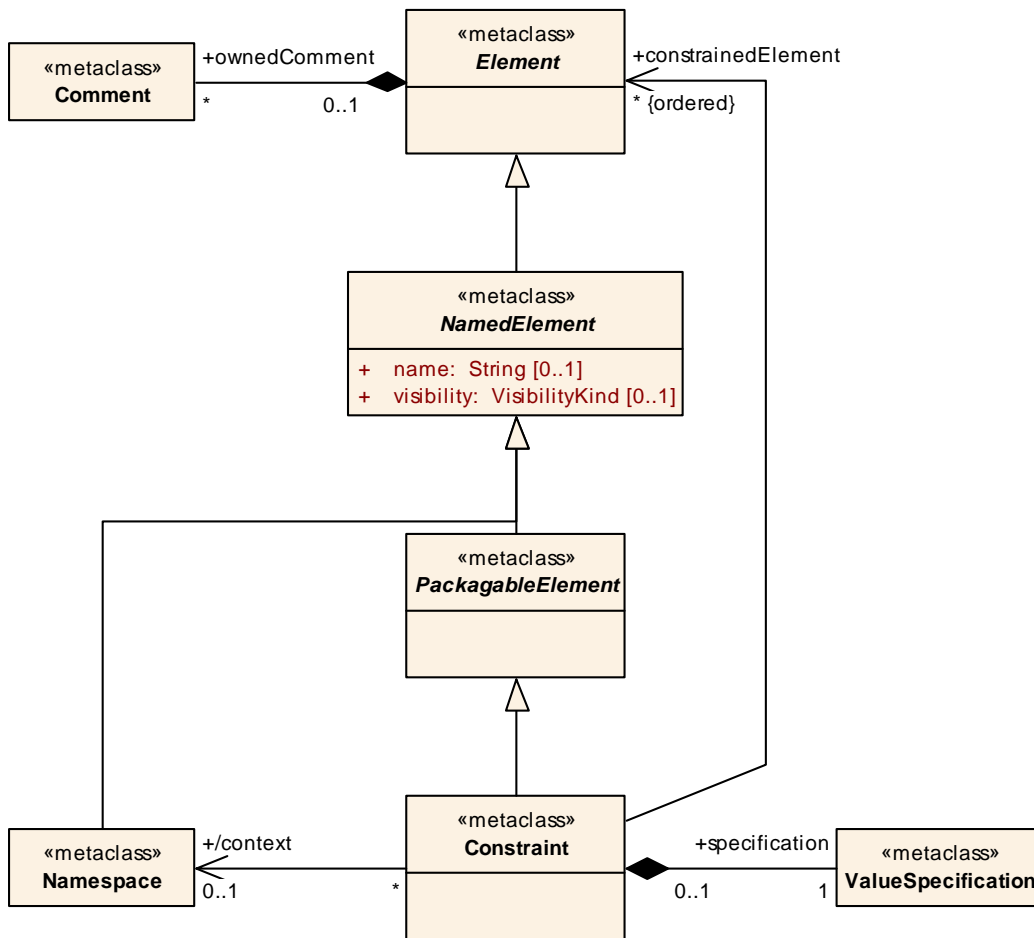 «metaclass»
Element
«metaclass»
Comment
+ownedComment
*
0..1
+constrainedElement
* {ordered}
«metaclass»
NamedElement
+ name: String [0..1]
+ visibility: VisibilityKind [0..1]
«metaclass»
PackagableElement
«metaclass»
Namespace
+/context
0..1
*
«metaclass»
Constraint
+specification
0..1
1
«metaclass»
ValueSpecification